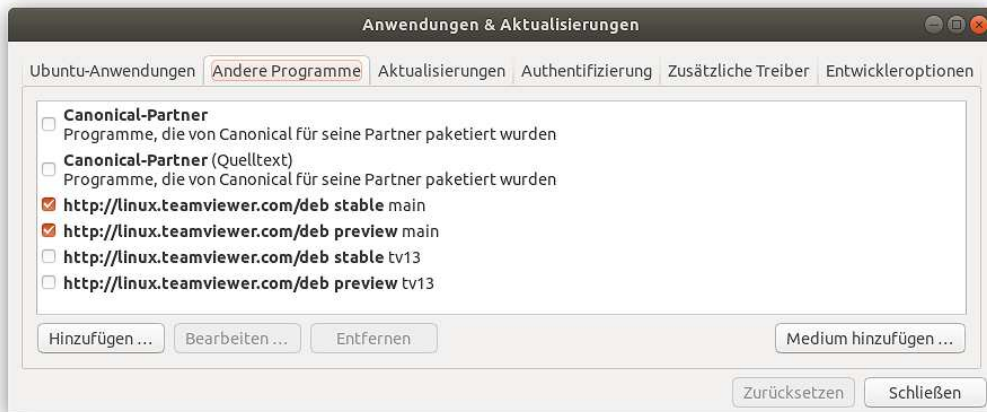 Anwendungen & Aktualisierungen
Ubuntu-Anwendungen Andere Programme Aktualisierungen Authentifizierung Zusätzliche Treiber Entwickleroptionen
Canonical-Partner
Programme, die von Canonical für seine Partner paketiert wurden
Canonical-Partner (Quelltext)
Programme, die von Canonical für seine Partner paketiert wurden
http://linux.teamviewer.com/deb stable main
http://linux.teamviewer.com/deb preview main
http://linux.teamviewer.com/deb stable tv13
http://linux.teamviewer.com/deb preview tv13
Hinzufügen ... Bearbeiten ... Entfernen Medium hinzufügen ...
Zurücksetzen Schließen